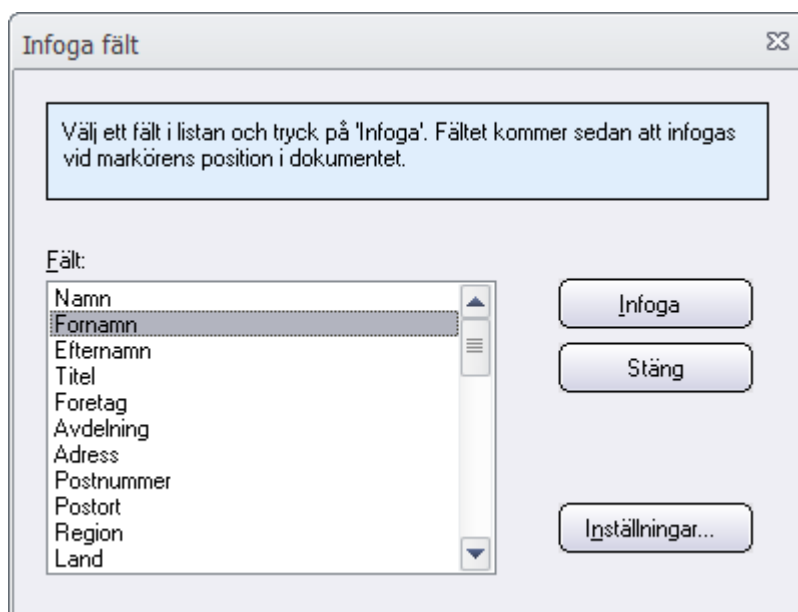 Infoga fält
Välj ett fält i listan och tryck på 'Infoga'. Fältet kommer sedan att infogas
vid markörens position i dokumentet.
Fält:
Namn
Fornamn
Efternamn
Titel
Foretag
Avdelning
Adress
Postnummer
Postort
Region
Land
Infoga
Stäng
Inställningar...